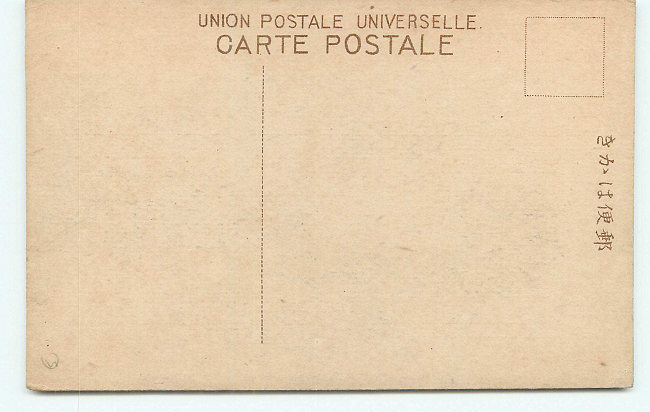 UNION POSTALE UNIVERSELLE.
CARTE POSTALE
きかは便郵